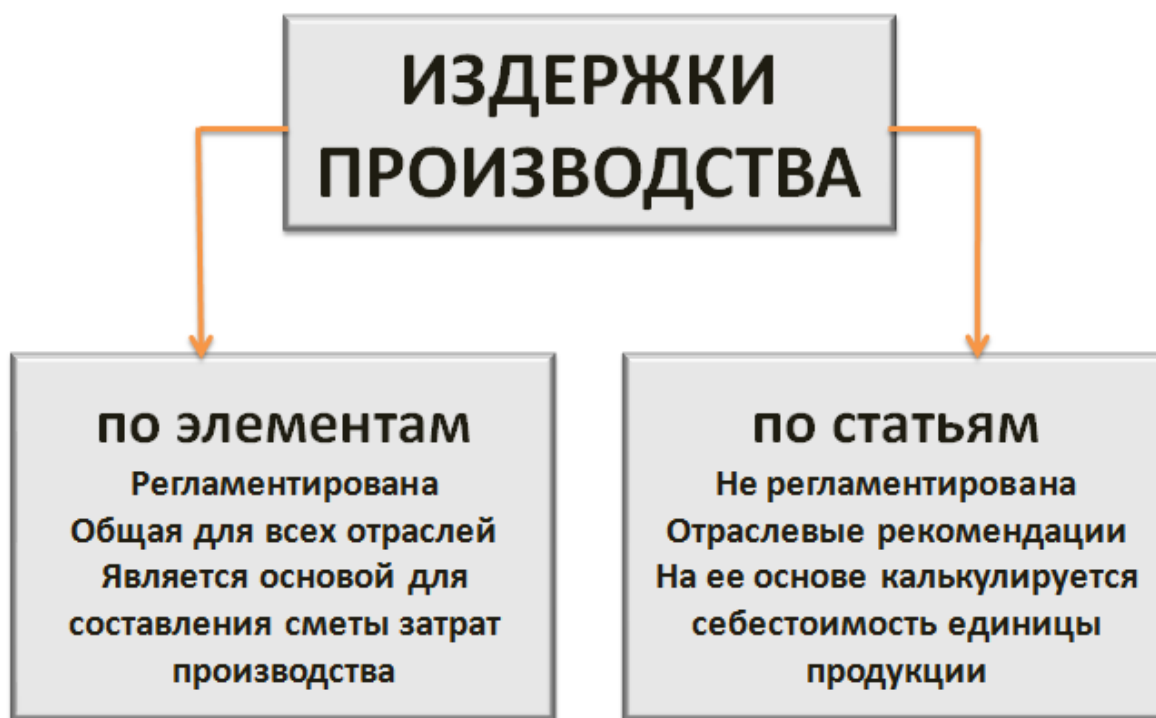 ИЗДЕРЖКИ
ПРОИЗВОДСТВА
по элементам
Регламентирована
Общая для всех отраслей
Является основой для
составления сметы затрат
производства
по статьям
Не регламентирована
Отраслевые рекомендации
На ее основе калькулируется
себестоимость единицы
продукции